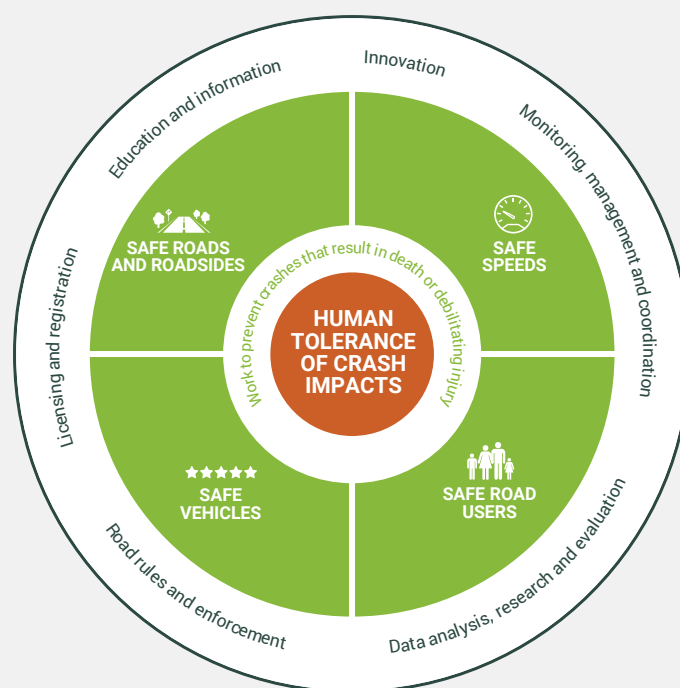 Innovation
Education and information
Monitoring, management and coordination
SAFE ROADS
AND ROADSIDES
SAFE
SPEEDS
Work to prevent crashes that result in death or debilitating injury
HUMAN
TOLERANCE
OF CRASH
IMPACTS
Licensing and registration
SAFE
VEHICLES
SAFE ROAD
USERS
Road rules and enforcement
Data analysis, research and evaluation